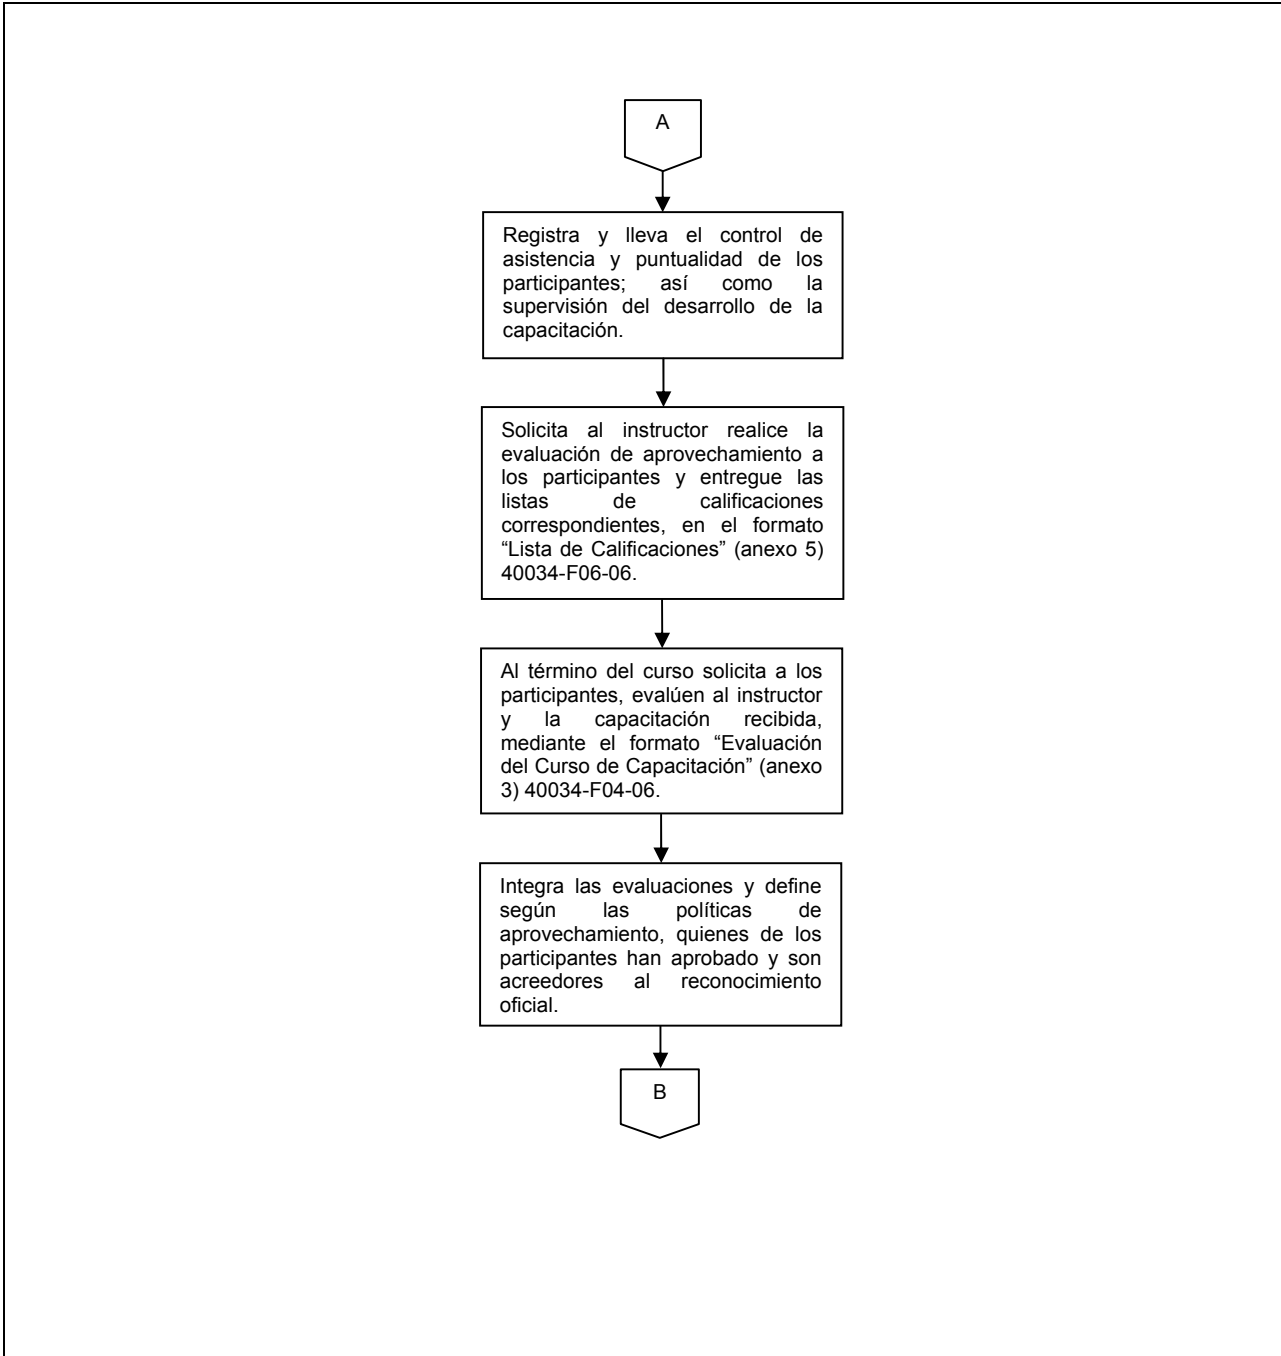 A
Registra y lleva el control de
asistencia y puntualidad de los
participantes; así como la
supervisión del desarrollo de la
capacitación.
Solicita al instructor realice la
evaluación de aprovechamiento a
los participantes y entregue las
listas de calificaciones
correspondientes, en el formato
“Lista de Calificaciones” (anexo 5)
40034-F06-06.
Al término del curso solicita a los
participantes, evalúen al instructor
y la capacitación recibida,
mediante el formato “Evaluación
del Curso de Capacitación” (anexo
3) 40034-F04-06.
Integra las evaluaciones y define
según las políticas de
aprovechamiento, quienes de los
participantes han aprobado y son
acreedores al reconocimiento
oficial.
B